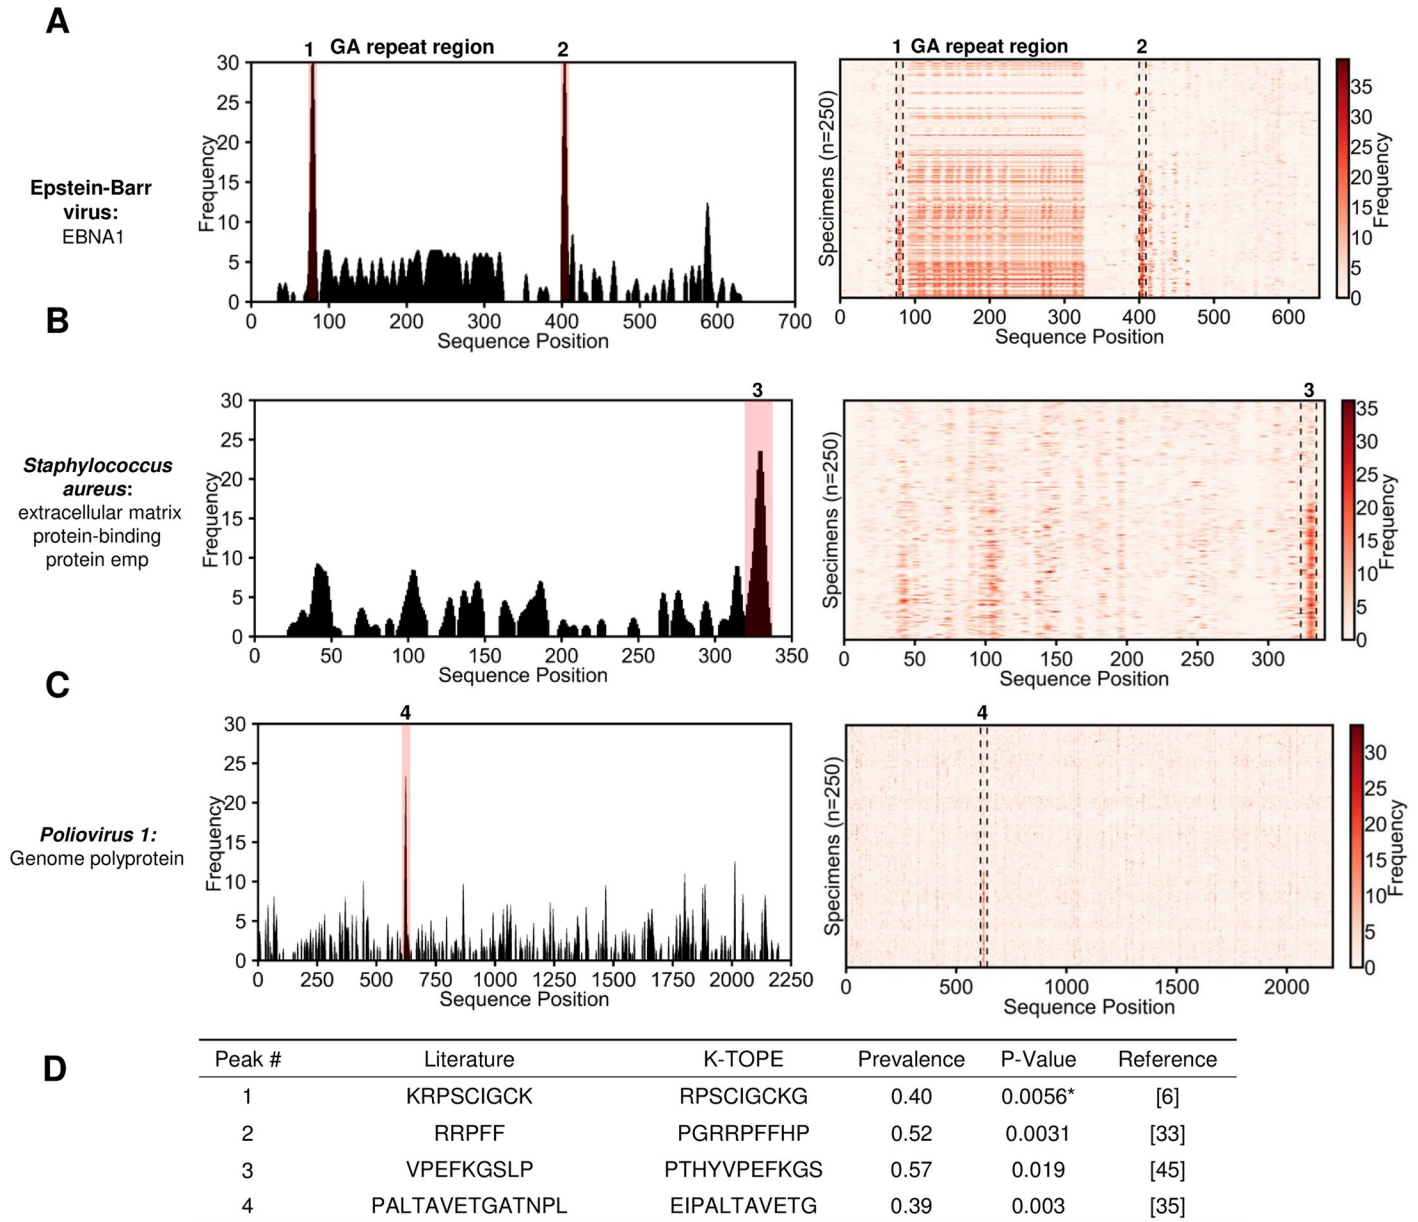 A
1 GA repeat region 2
30
25
20
15
10
5
0
Frequency
0 100 200 300 400 500 600 700
Sequence Position
Epstein-Barr
virus:
EBNA1
1 GA repeat region 2
Specimens (n=250)
0 100 200 300 400 500 600
Sequence Position
35
30
25
20
15
10
5
0
Frequency
B
3
30
25
20
15
10
5
0
Frequency
0 50 100 150 200 250 300 350
Sequence Position
Staphylococcus
aureus:
extracellular matrix
protein-binding
protein emp
3
Specimens (n=250)
0 50 100 150 200 250 300
Sequence Position
35
30
25
20
15
10
5
0
Frequency
C
4
30
25
20
15
10
5
0
Frequency
0 250 500 750 1000 1250 1500 1750 2000 2250
Sequence Position
Poliovirus 1:
Genome polyprotein
4
Specimens (n=250)
0 500 1000 1500 2000
Sequence Position
30
25
20
15
10
5
0
Frequency
D
Peak # Literature K-TOPE Prevalence P-Value Reference
1 KRPSCIGCK RPSCIGCKG 0.40 0.0056* [6]
2 RRPFF PGRRPFFHP 0.52 0.0031 [33]
3 VPEFKGSLP PTHYVPEFKGS 0.57 0.019 [45]
4 PALTAVETGATNPL EIPALTAVETG 0.39 0.003 [35]